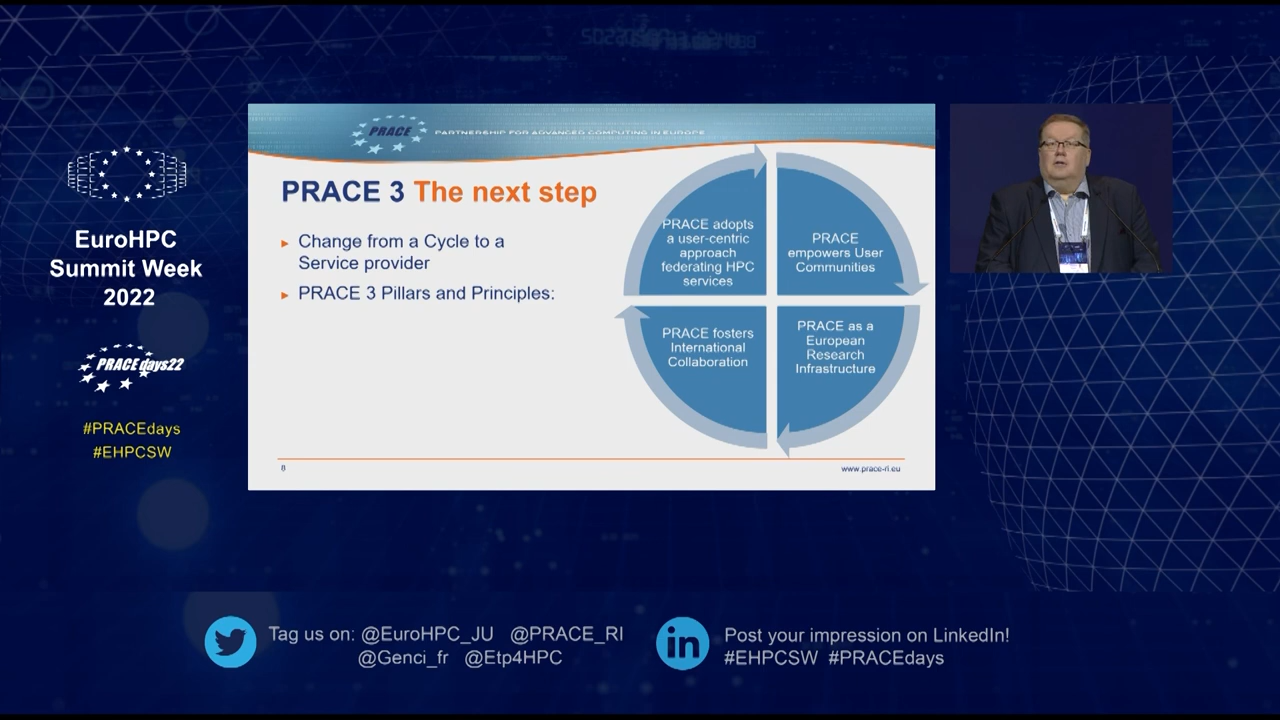 EuroHPC
Summit Week
2022
PRACEdays22
#PRACEdays
#EHPCSW
PRACE
PARTNERSHIP FOR ADVANCED COMPUTING IN EUROPE
PRACE 3 The next step
▸ Change from a Cycle to a
Service provider
▸ PRACE 3 Pillars and Principles:
PRACE adopts
a user-centric
approach
federating HPC
services
PRACE
empowers User
Communities
PRACE fosters
International
Collaboration
PRACE as a
European
Research
Infrastructure
8
www.prace-ri.eu
Tag us on: @EuroHPC_JU @PRACE_RI
@Genci_fr @Etp4HPC
in
Post your impression on LinkedIn!
#EHPCSW #PRACEdays